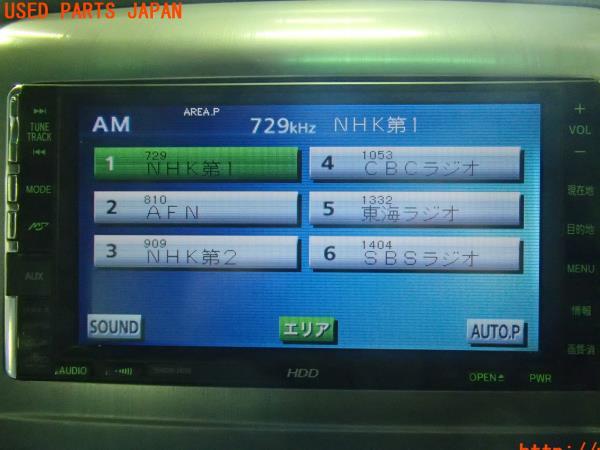 USED PARTS JAPAN
AREA.P
AM 729kHz NHK第1
1 729 NHK第1
2 810 AFN
3 909 NHK第2
4 1053 CBCラジオ
5 1332 東海ラジオ
6 1404 SBSラジオ
SOUND エリア AUTO.P
TUNE
TRACK
MODE
AUX
+
VOL
−
現在地
目的地
MENU
情報
画質・消
AUDIO
HDD
OPEN
PWR